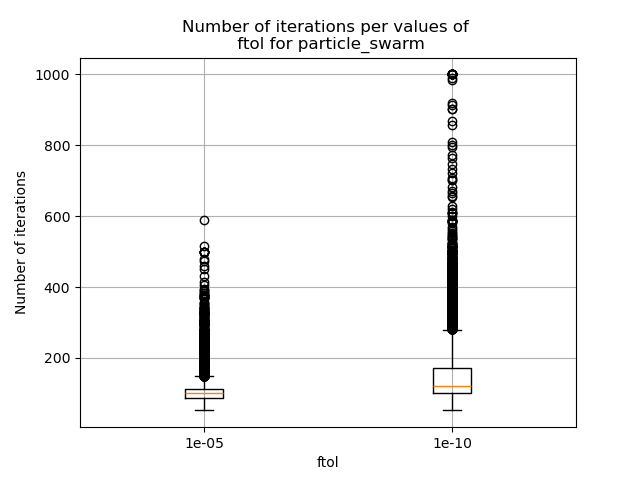 Number of iterations per values of
ftol for particle_swarm
1000
800
600
400
200
Number of iterations
1e-05
1e-10
ftol